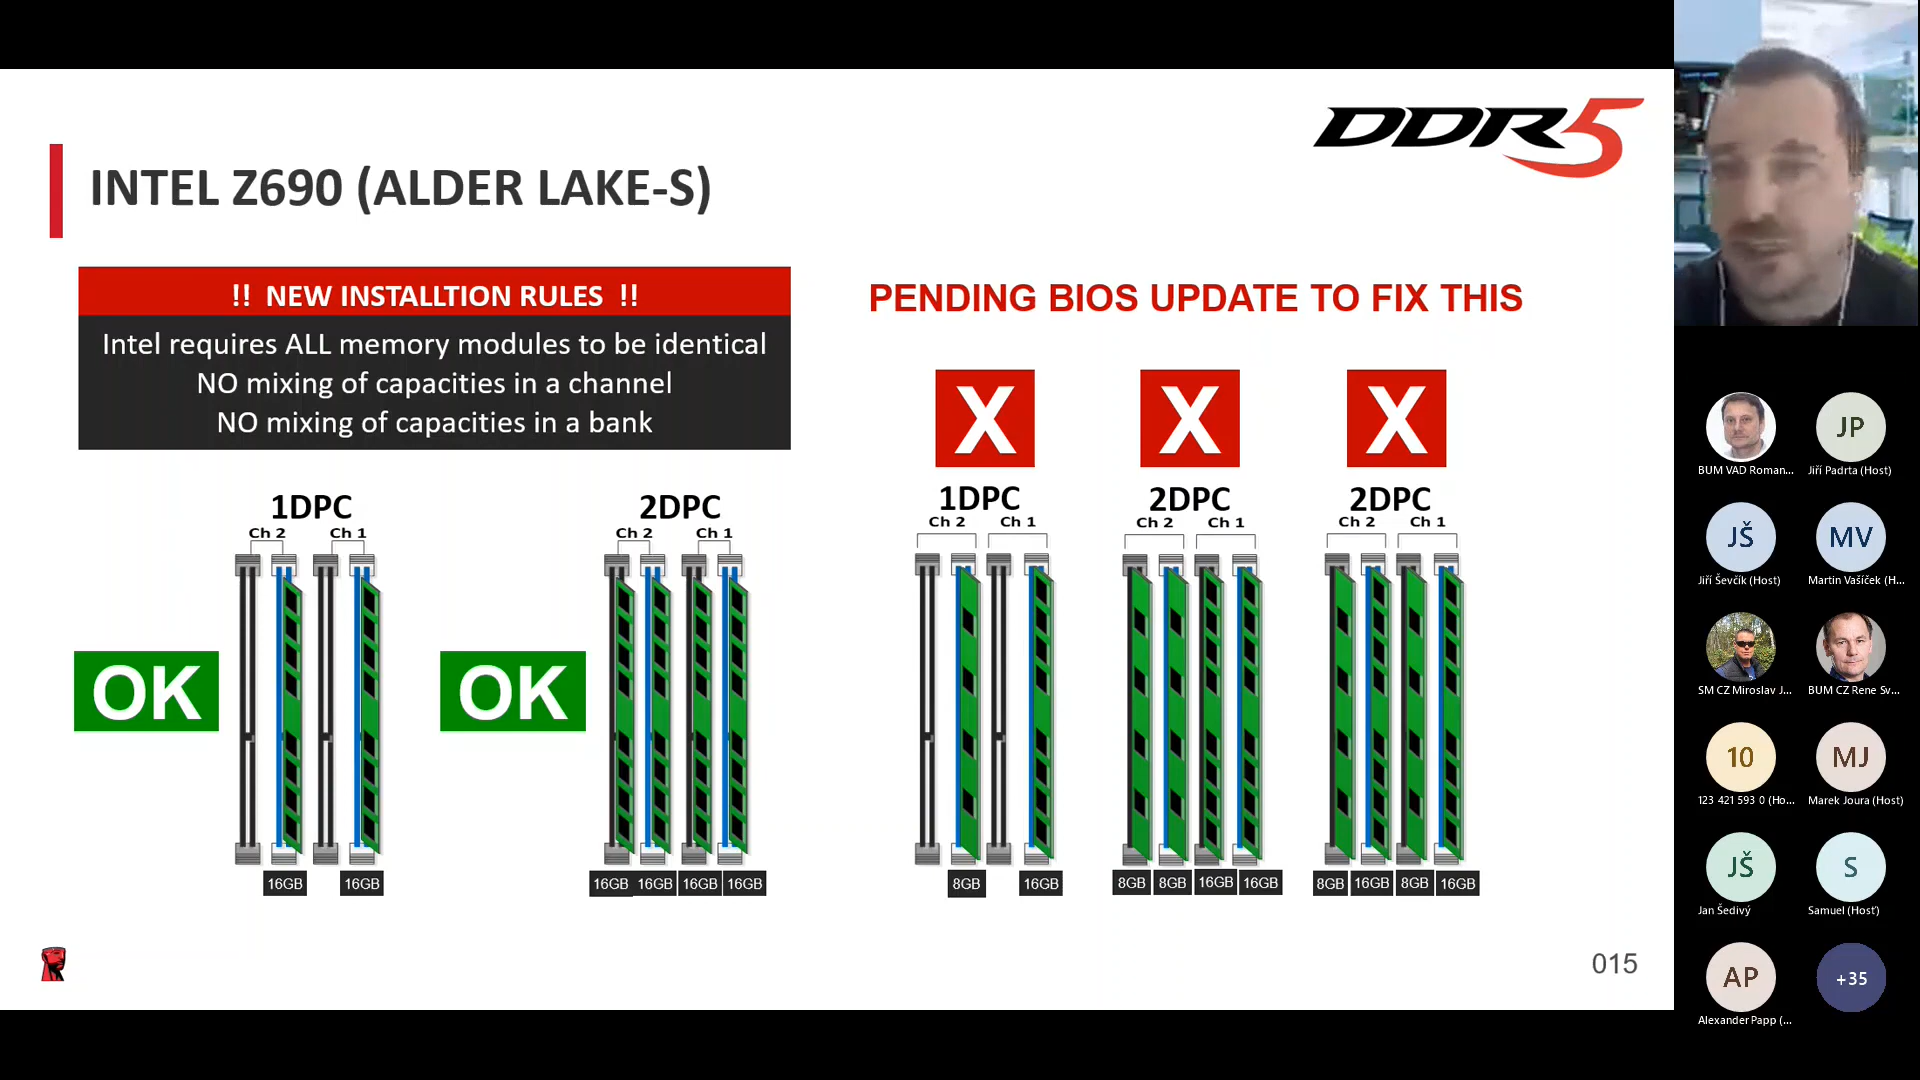 DDR5
INTEL Z690 (ALDER LAKE-S)
!! NEW INSTALLTION RULES !!
Intel requires ALL memory modules to be identical
NO mixing of capacities in a channel
NO mixing of capacities in a bank
PENDING BIOS UPDATE TO FIX THIS
X X X
1DPC 2DPC 1DPC 2DPC 2DPC
Ch 2 Ch 1 Ch 2 Ch 1 Ch 2 Ch 1 Ch 2 Ch 1 Ch 2 Ch 1
OK OK
16GB 16GB 16GB 16GB 16GB 16GB 8GB 16GB 8GB 8GB 16GB 16GB 8GB 16GB 8GB 16GB
015
BUM VAD Roman... JP
Jiří Padrta (Host)
JŠ MV
Jiří Ševčík (Host) Martin Vašíček (H...
SM CZ Miroslav J... BUM CZ Rene Sv...
10 MJ
123 421 593 0 (Ho... Marek Joura (Host)
JŠ S
Jan Šedivý Samuel (Hosť)
AP +35
Alexander Papp (...